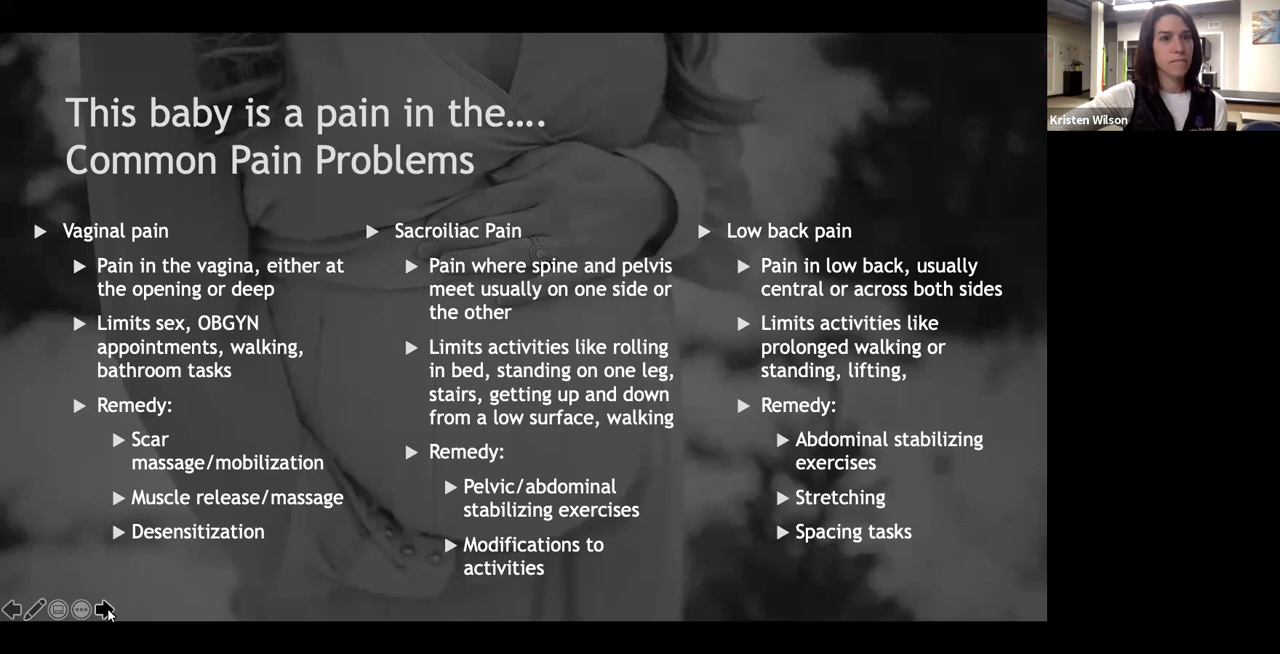 This baby is a pain in the....
Common Pain Problems
Vaginal pain
Pain in the vagina, either at
the opening or deep
Limits sex, OBGYN
appointments, walking,
bathroom tasks
Remedy:
Scar
massage/mobilization
Muscle release/massage
Desensitization
Sacroiliac Pain
Pain where spine and pelvis
meet usually on one side or
the other
Limits activities like rolling
in bed, standing on one leg,
stairs, getting up and down
from a low surface, walking
Remedy:
Pelvic/abdominal
stabilizing exercises
Modifications to
activities
Low back pain
Pain in low back, usually
central or across both sides
Limits activities like
prolonged walking or
standing, lifting,
Remedy:
Abdominal stabilizing
exercises
Stretching
Spacing tasks
Kristen Wilson